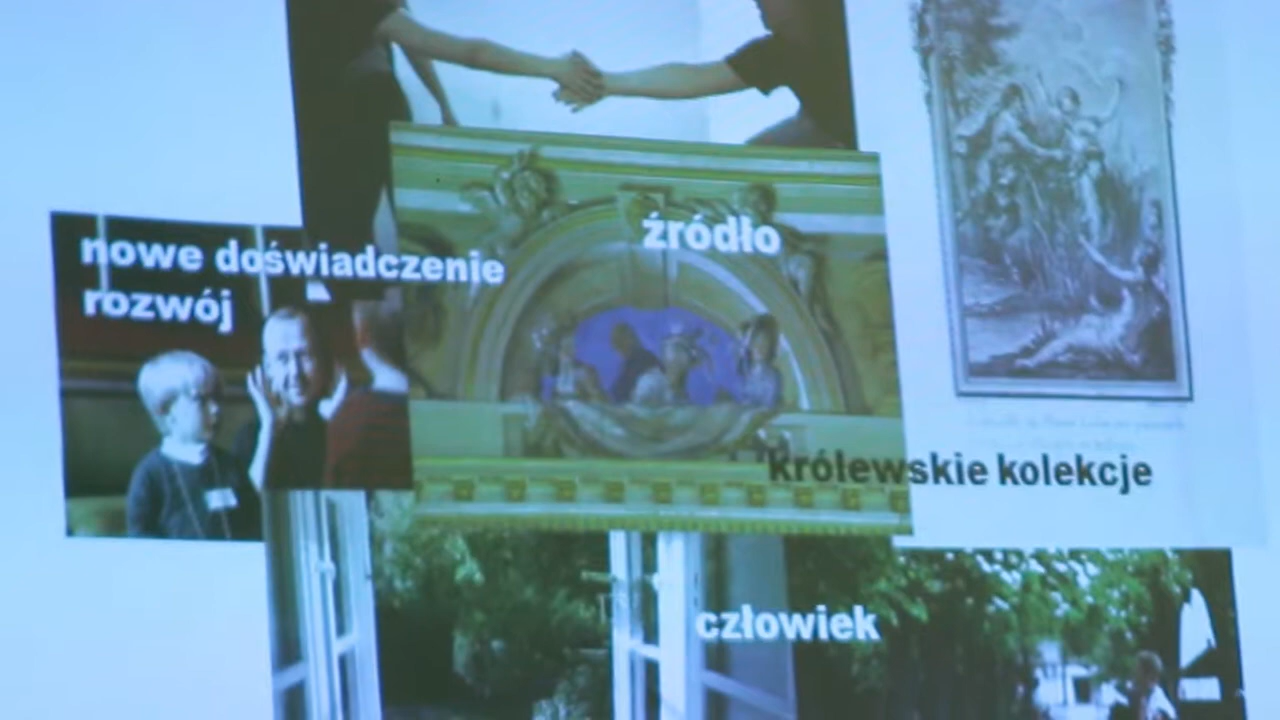 źródło
nowe doświadczenie
rozwój
królewskie kolekcje
człowiek